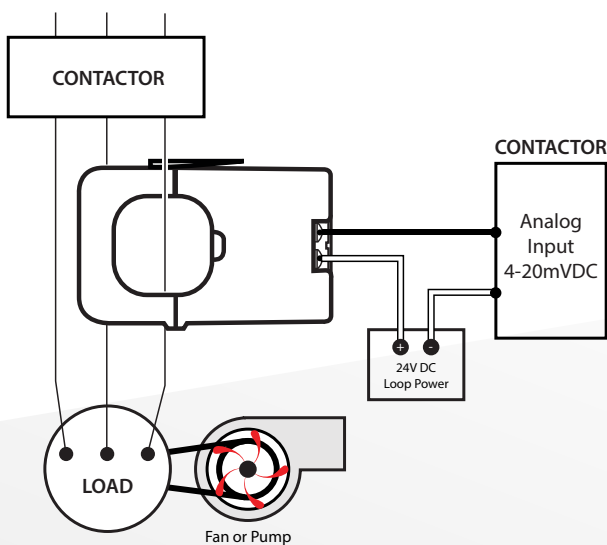 CONTACTOR
CONTACTOR
Analog
Input
4-20mVDC
+ -
24V DC
Loop Power
LOAD
Fan or Pump